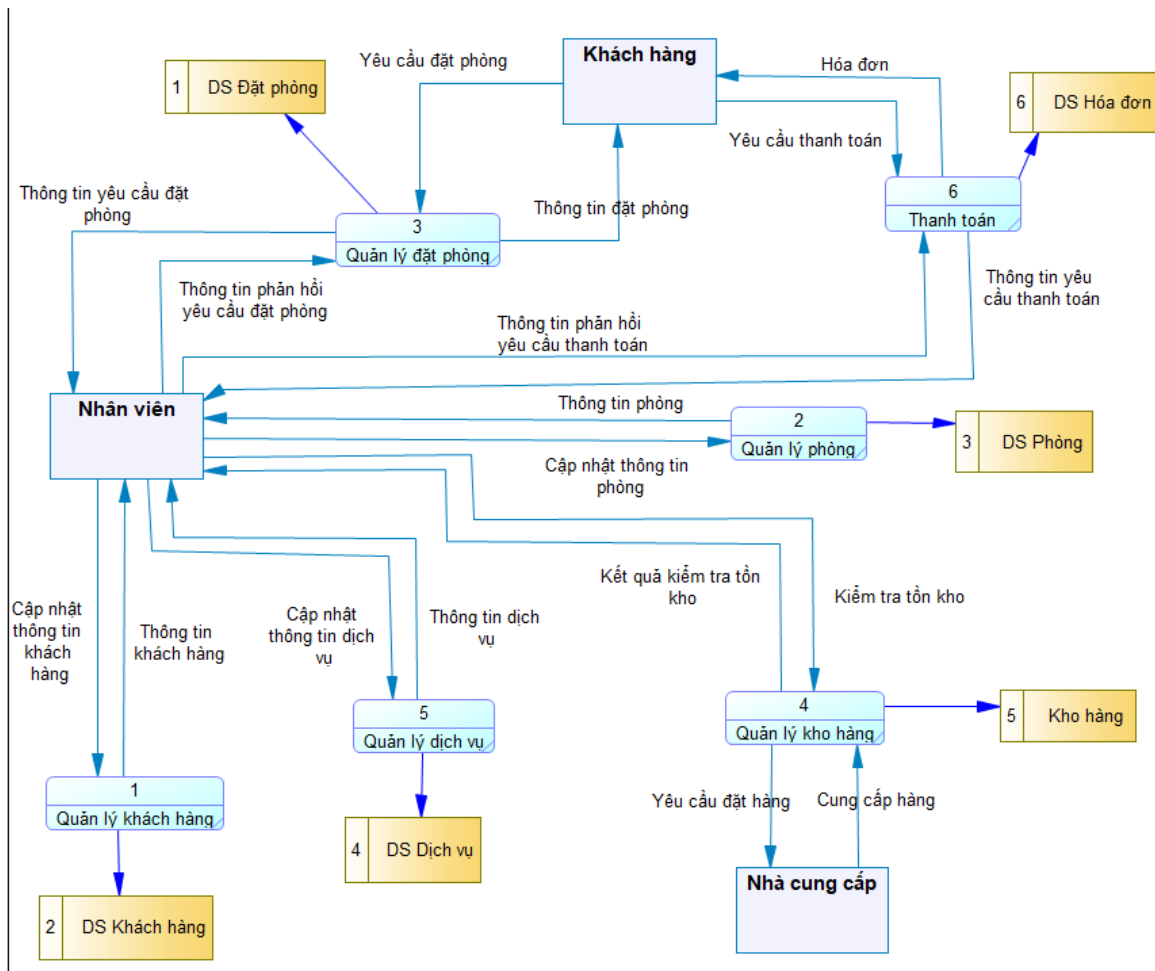 Khách hàng
Yêu cầu đặt phòng
Hóa đơn
1 DS Đặt phòng
6 DS Hóa đơn
Yêu cầu thanh toán
Thông tin yêu cầu đặt
phòng
3
Quản lý đặt phòng
Thông tin đặt phòng
6
Thanh toán
Thông tin phản hồi
yêu cầu đặt phòng
Thông tin yêu
cầu thanh toán
Thông tin phản hồi
yêu cầu thanh toán
Nhân viên
Thông tin phòng
2
Quản lý phòng
3 DS Phòng
Cập nhật thông tin
phòng
Kết quả kiểm tra tồn
kho
Kiểm tra tồn kho
Cập nhật
thông tin
khách
hàng
Thông tin
khách hàng
Cập nhật
thông tin dịch
vụ
Thông tin dịch
vụ
5
Quản lý dịch vụ
4
Quản lý kho hàng
5 Kho hàng
1
Quản lý khách hàng
Yêu cầu đặt hàng
Cung cấp hàng
4 DS Dịch vụ
Nhà cung cấp
2 DS Khách hàng